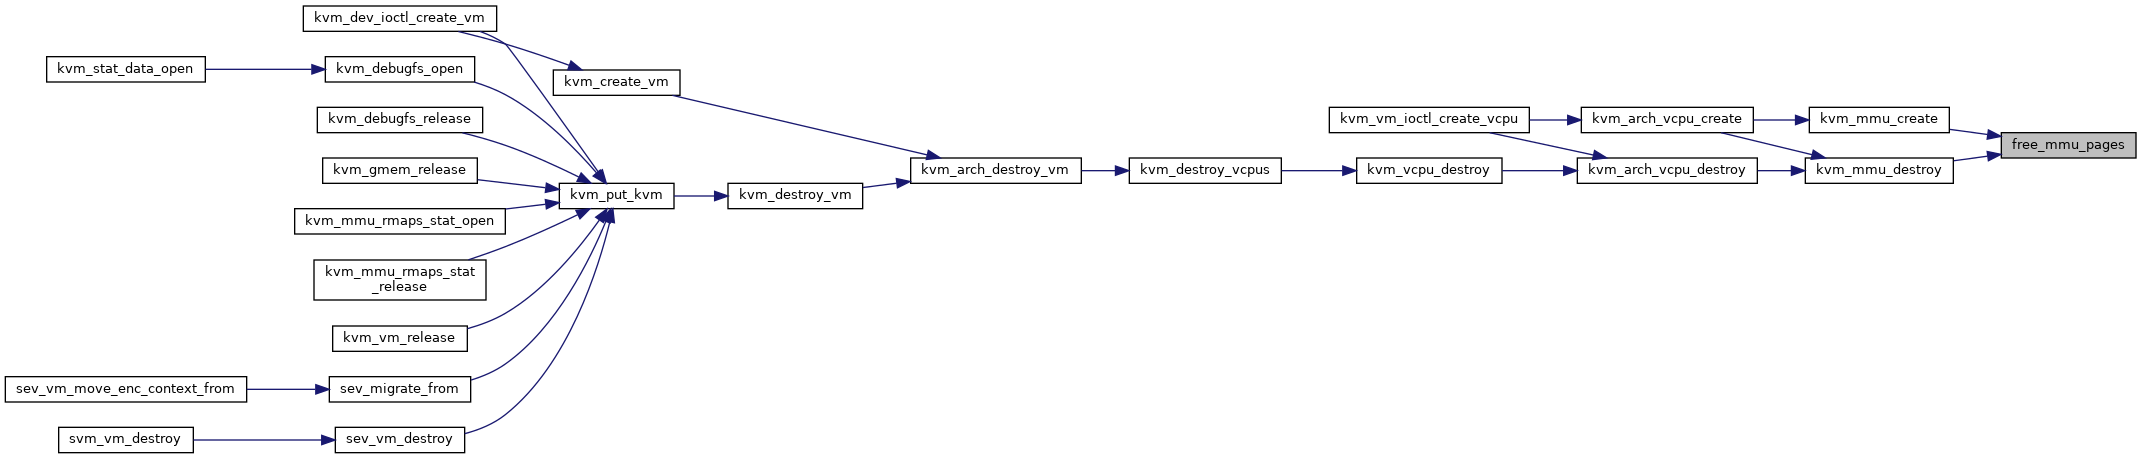 kvm_dev_ioctl_create_vm
kvm_stat_data_open
kvm_debugfs_open
kvm_create_vm
kvm_debugfs_release
kvm_vm_ioctl_create_vcpu
kvm_arch_vcpu_create
kvm_mmu_create
free_mmu_pages
kvm_gmem_release
kvm_arch_destroy_vm
kvm_destroy_vcpus
kvm_vcpu_destroy
kvm_arch_vcpu_destroy
kvm_mmu_destroy
kvm_put_kvm
kvm_destroy_vm
kvm_mmu_rmaps_stat_open
kvm_mmu_rmaps_stat
_release
kvm_vm_release
sev_vm_move_enc_context_from
sev_migrate_from
svm_vm_destroy
sev_vm_destroy